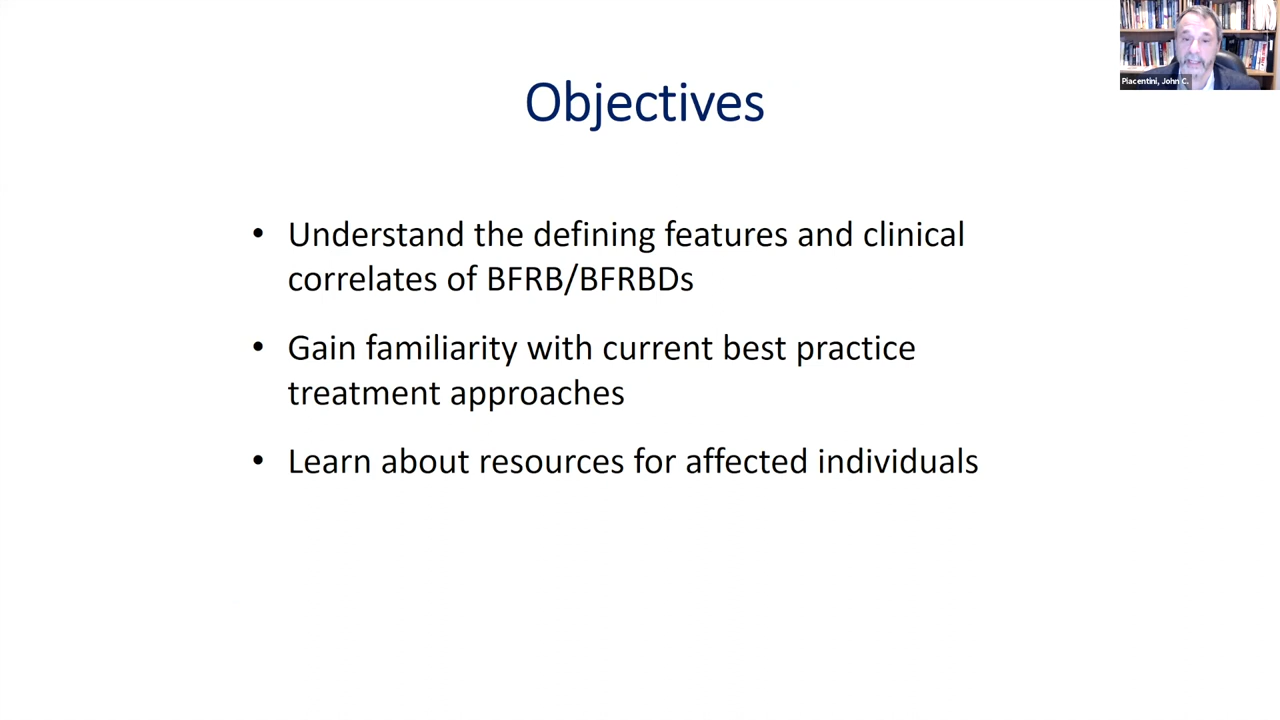 Piacentini, John C.
Objectives
• Understand the defining features and clinical
correlates of BFRB/BFRBDs
• Gain familiarity with current best practice
treatment approaches
• Learn about resources for affected individuals